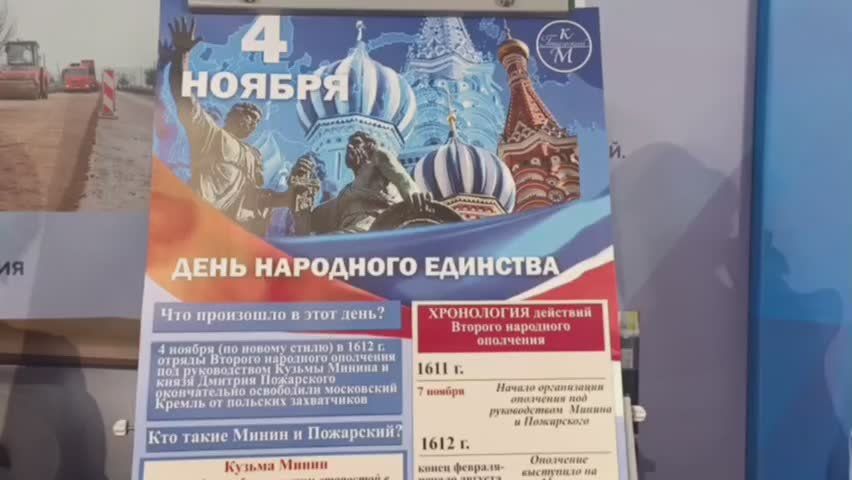 4
НОЯБРЯ
К
М
Й.
ИЯ
ДЕНЬ НАРОДНОГО ЕДИНСТВА
Что произошло в этот день?
4 ноября (по новому стилю) в 1612 г.
отряды Второго народного ополчения
под руководством Кузьмы Минина и
князя Дмитрия Пожарского
окончательно освободили московский
Кремль от польских захватчиков
Кто такие Минин и Пожарский?
Кузьма Минин
ХРОНОЛОГИЯ действий
Второго народного
ополчения
1611 г.
7 ноября
Начало организации
ополчения под
руководством Минина
и Пожарского
1612 г.
конец февраля-
начало августа
Ополчение
выступило на